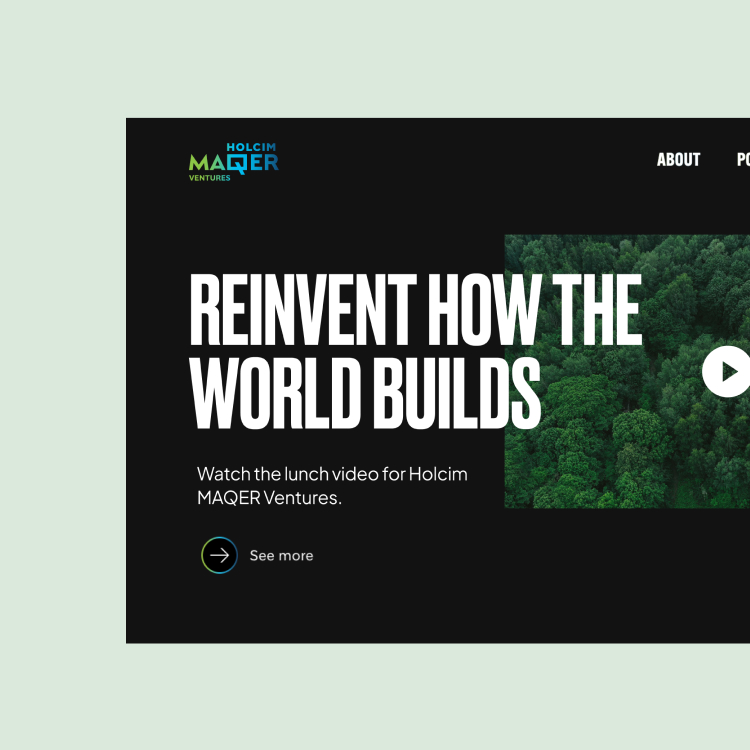 HOLCIM
MAQER
VENTURES
ABOUT
REINVENT HOW THE
WORLD BUILDS
Watch the lunch video for Holcim
MAQER Ventures.
See more